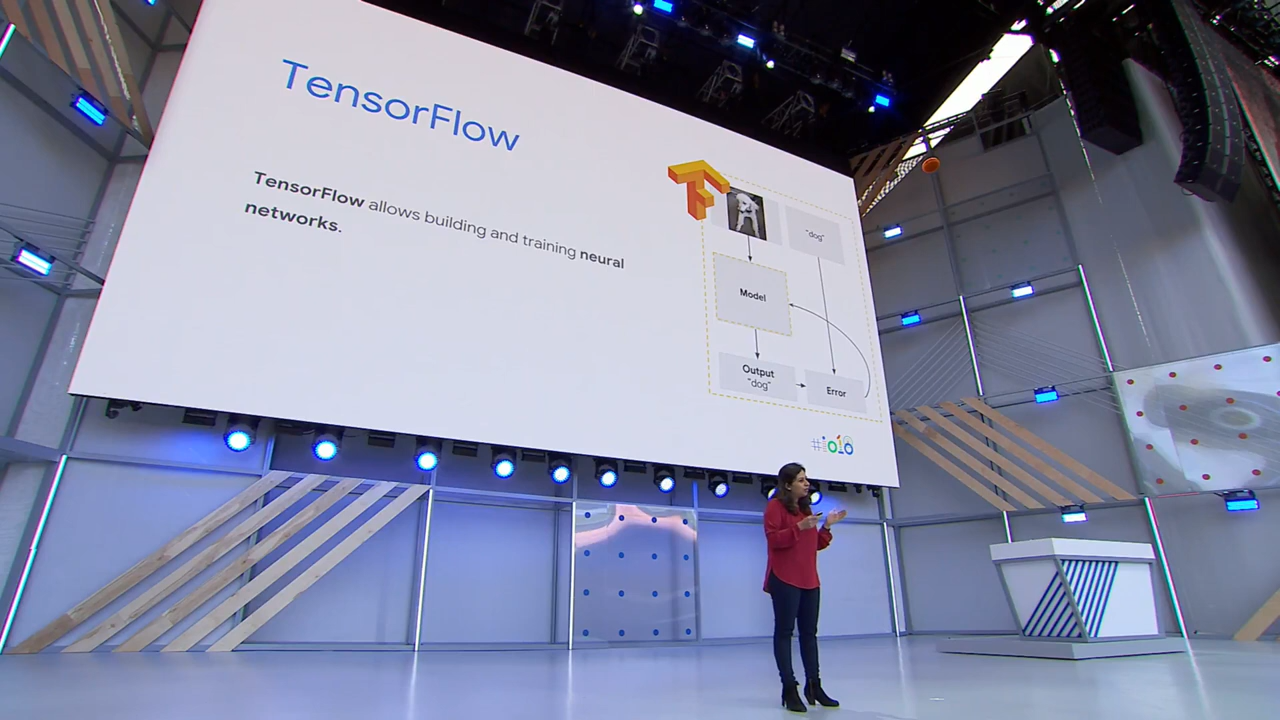 TensorFlow
TensorFlow allows building and training neural
networks.
"dog"
Model
Output
"dog"
Error
#io18